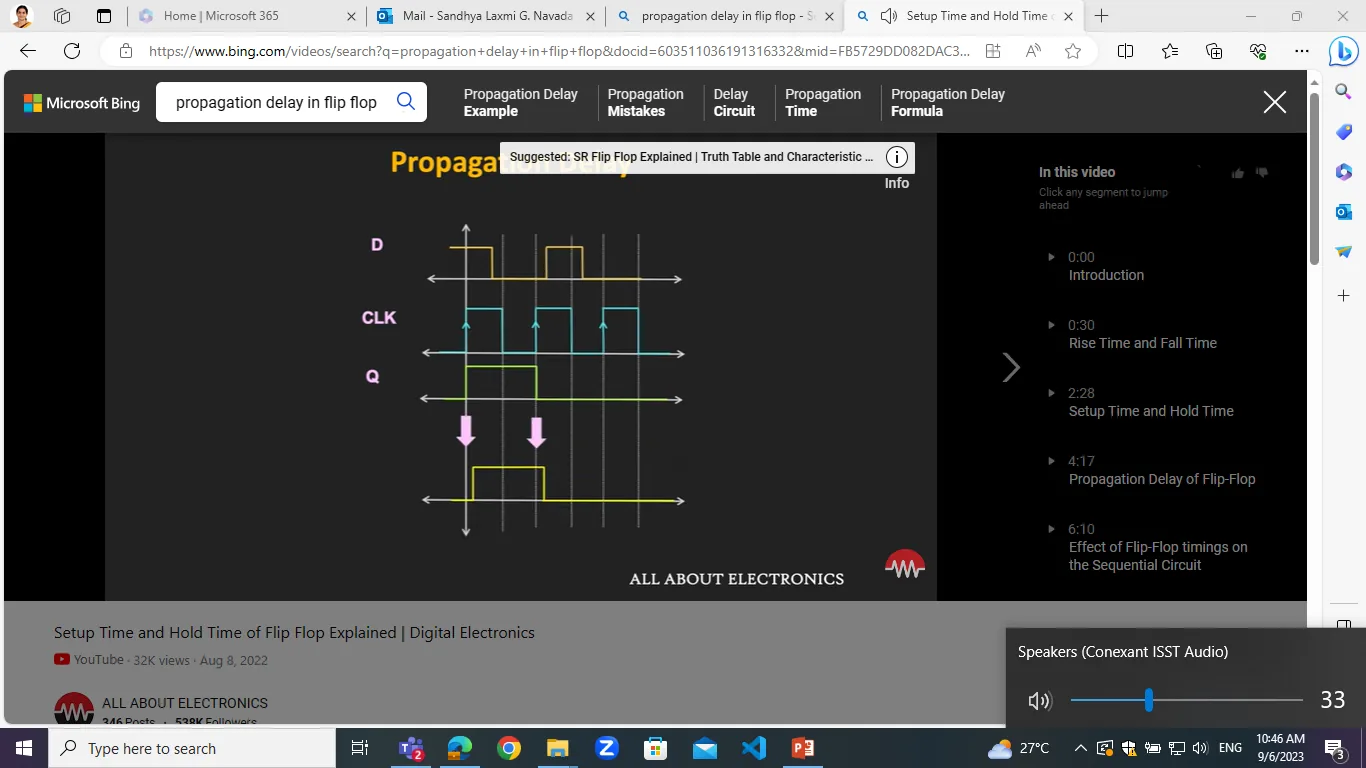 Home | Microsoft 365
Mail - Sandhya Laxmi G. Navada
propagation delay in flip flop - S
Setup Time and Hold Time
https://www.bing.com/videos/search?q=propagation+delay+in+flip+flop&docid=603511036191316332&mid=FB5729DD082DAC3...
Microsoft Bing
propagation delay in flip flop
Propagation Delay
Example
Propagation
Mistakes
Delay
Circuit
Propagation
Time
Propagation Delay
Formula
Suggested: SR Flip Flop Explained | Truth Table and Characteristic ...
Propagation Delay
Info
D
CLK
Q
ALL ABOUT ELECTRONICS
In this video
Click any segment to jump
ahead
0:00
Introduction
0:30
Rise Time and Fall Time
2:28
Setup Time and Hold Time
4:17
Propagation Delay of Flip-Flop
6:10
Effect of Flip-Flop timings on
the Sequential Circuit
Setup Time and Hold Time of Flip Flop Explained | Digital Electronics
YouTube · 32K views · Aug 8, 2022
ALL ABOUT ELECTRONICS
346 Posts · 538K Followers
Speakers (Conexant ISST Audio)
33
Type here to search
2
27°C
ENG
10:46 AM
9/6/2023
3